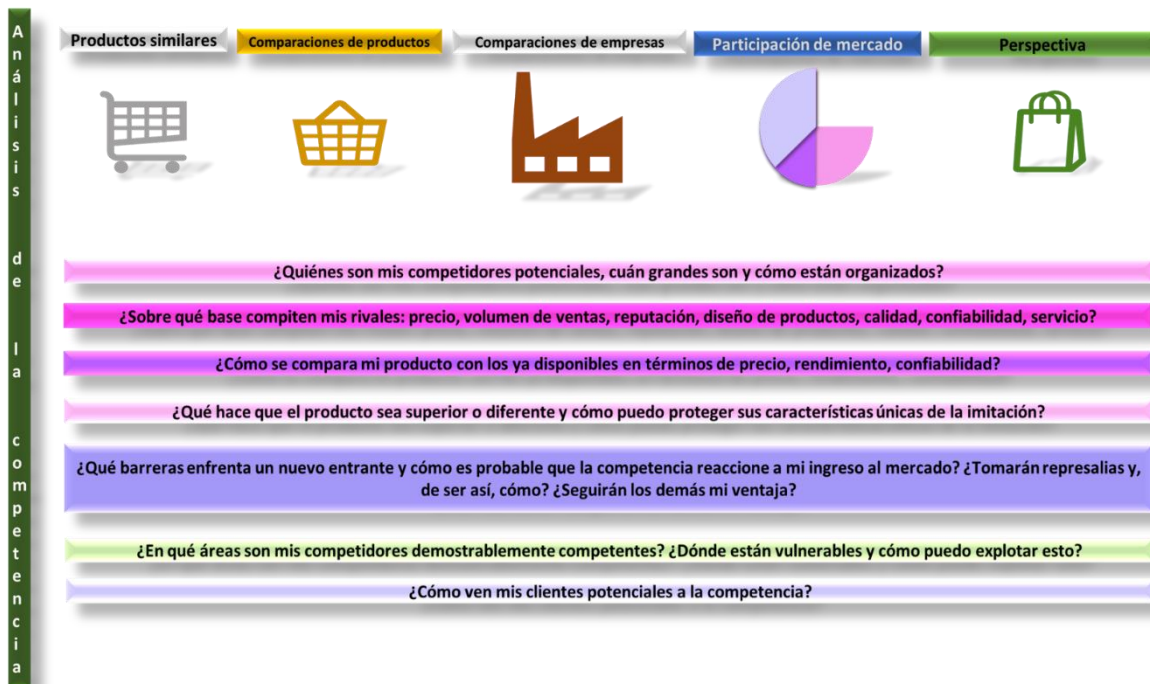 Análisis de la competencia
Productos similares
Comparaciones de productos
Comparaciones de empresas
Participación de mercado
Perspectiva
¿Quiénes son mis competidores potenciales, cuán grandes son y cómo están organizados?
¿Sobre qué base compiten mis rivales: precio, volumen de ventas, reputación, diseño de productos, calidad, confiabilidad, servicio?
¿Cómo se compara mi producto con los ya disponibles en términos de precio, rendimiento, confiabilidad?
¿Qué hace que el producto sea superior o diferente y cómo puedo proteger sus características únicas de la imitación?
¿Qué barreras enfrenta un nuevo entrante y cómo es probable que la competencia reaccione a mi ingreso al mercado? ¿Tomarán represalias y,
de ser así, cómo? ¿Seguirán los demás mi ventaja?
¿En qué áreas son mis competidores demostrablemente competentes? ¿Dónde están vulnerables y cómo puedo explotar esto?
¿Cómo ven mis clientes potenciales a la competencia?